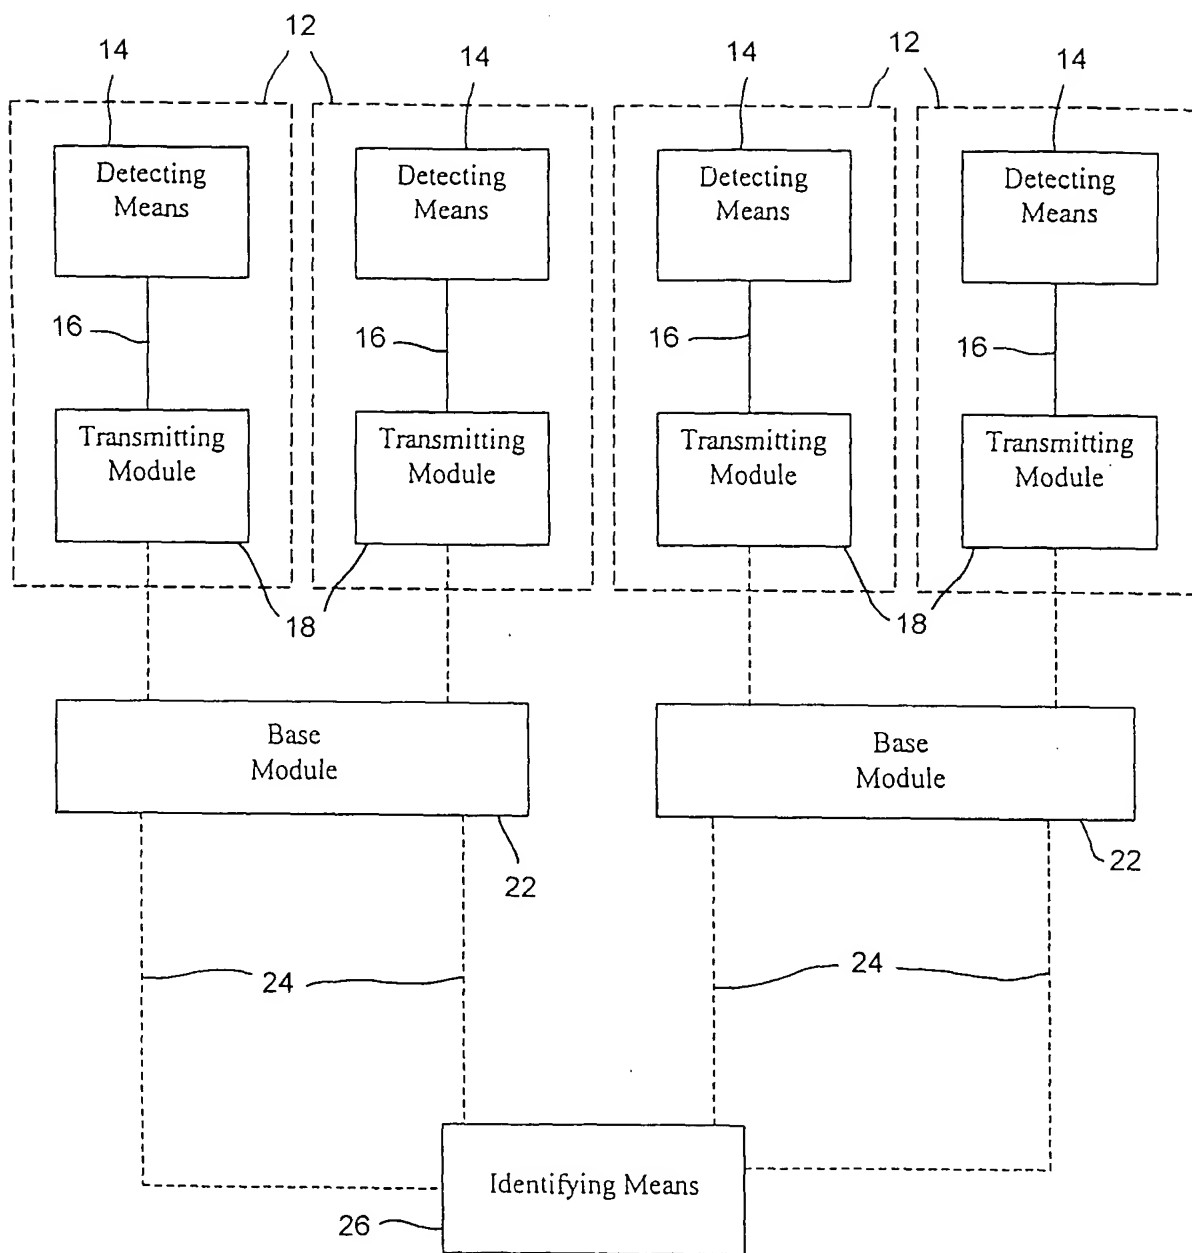 12
12
14
14
14
14
Detecting
Means
Detecting
Means
Detecting
Means
Detecting
Means
16
16
16
16
Transmitting
Module
Transmitting
Module
Transmitting
Module
Transmitting
Module
18
18
Base
Module
Base
Module
22
22
24
24
Identifying Means
26